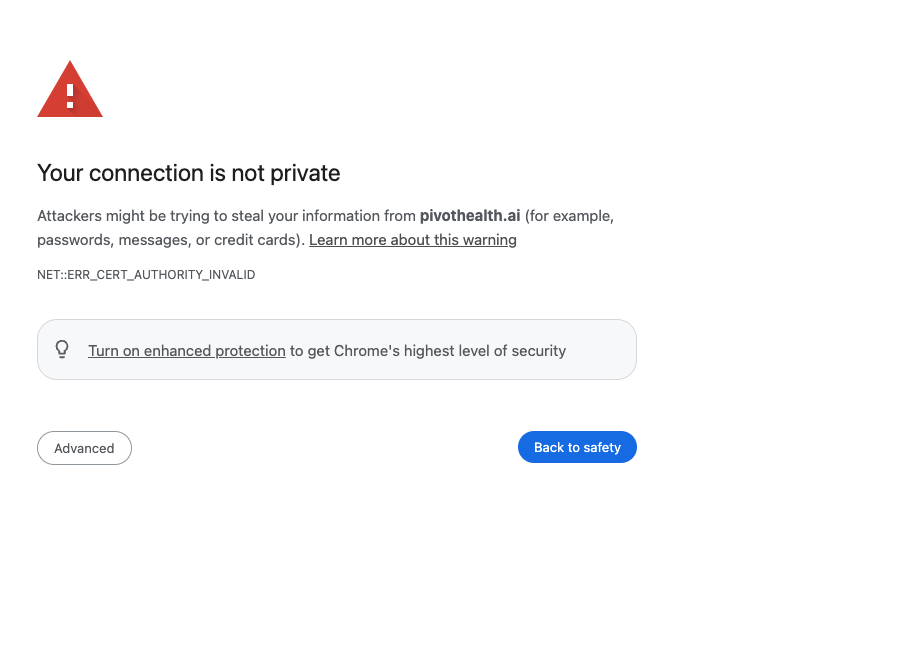 Your connection is not private
Attackers might be trying to steal your information from pivothealth.ai (for example,
passwords, messages, or credit cards). Learn more about this warning
NET::ERR_CERT_AUTHORITY_INVALID
Turn on enhanced protection to get Chrome's highest level of security
Advanced
Back to safety